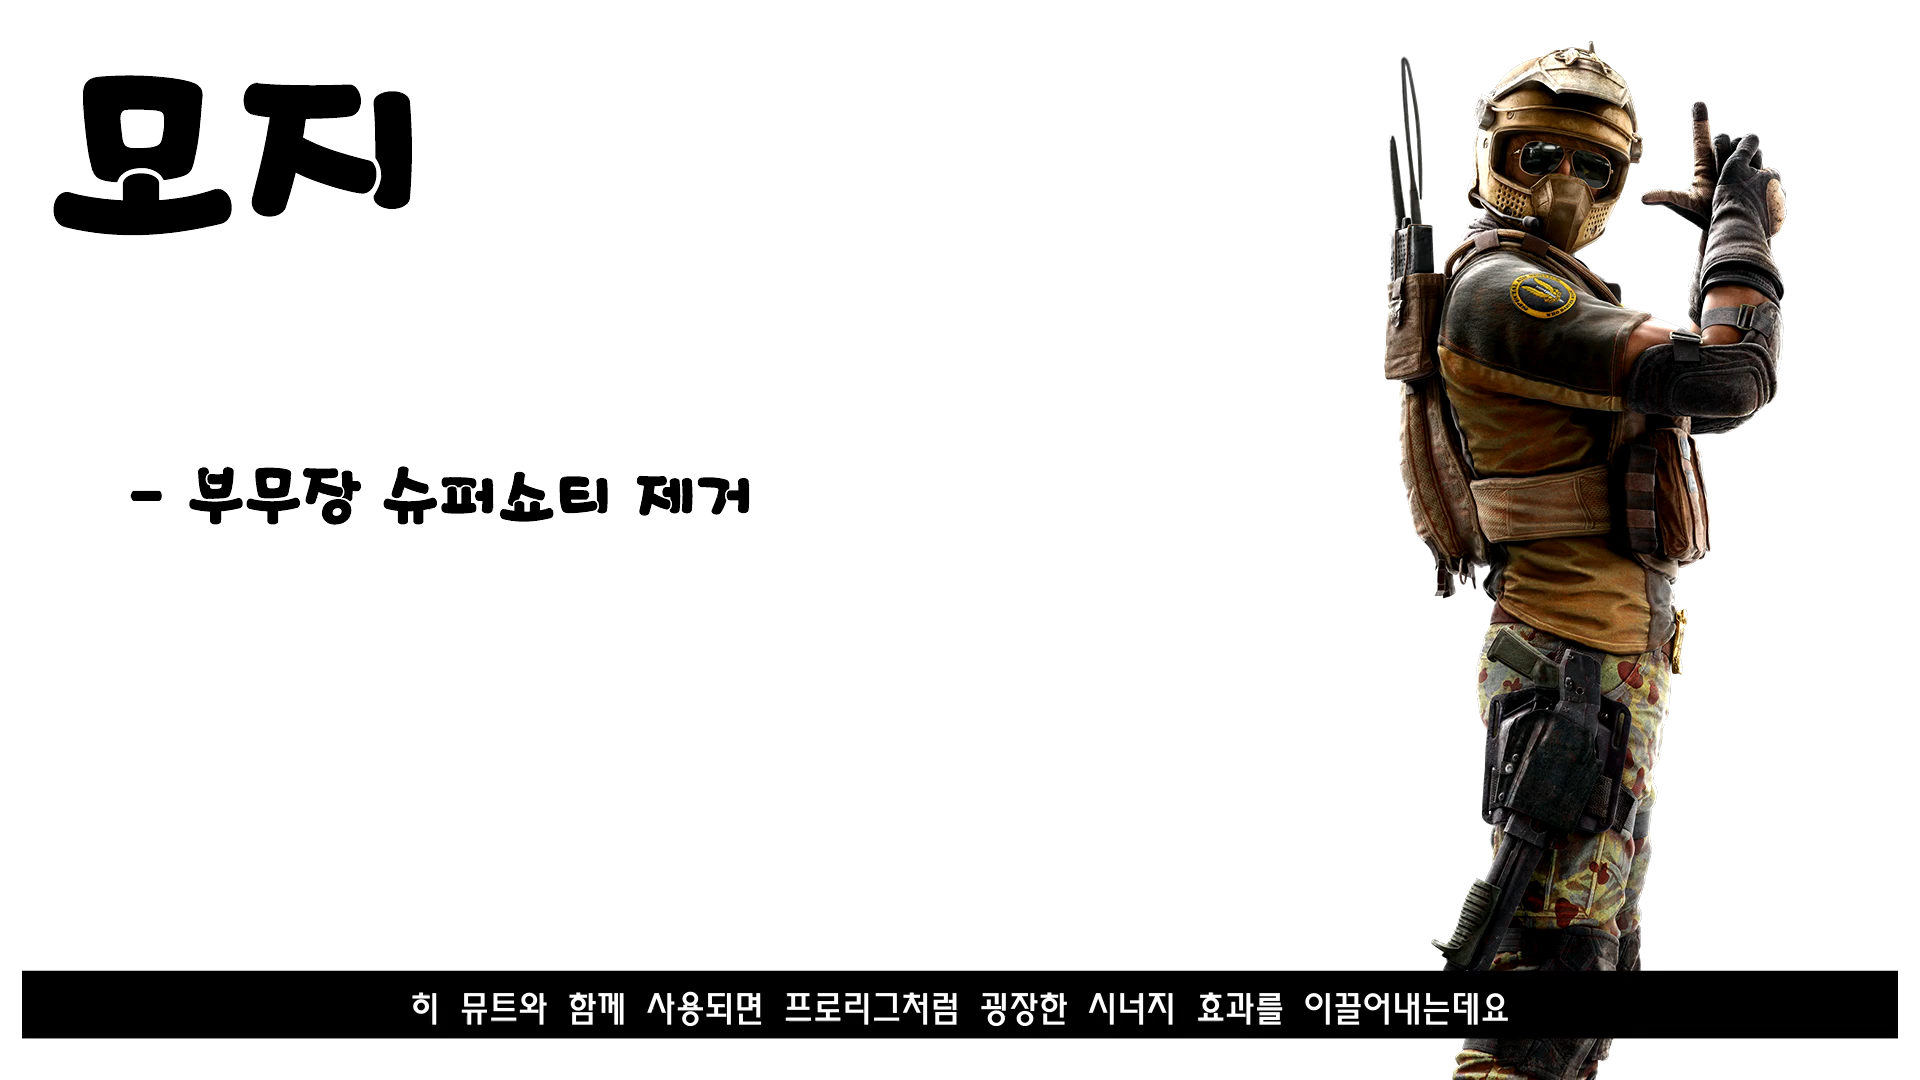 모지
- 부무장 슈퍼쇼티 제거
히 뮤트와 함께 사용되면 프로리그처럼 굉장한 시너지 효과를 이끌어내는데요